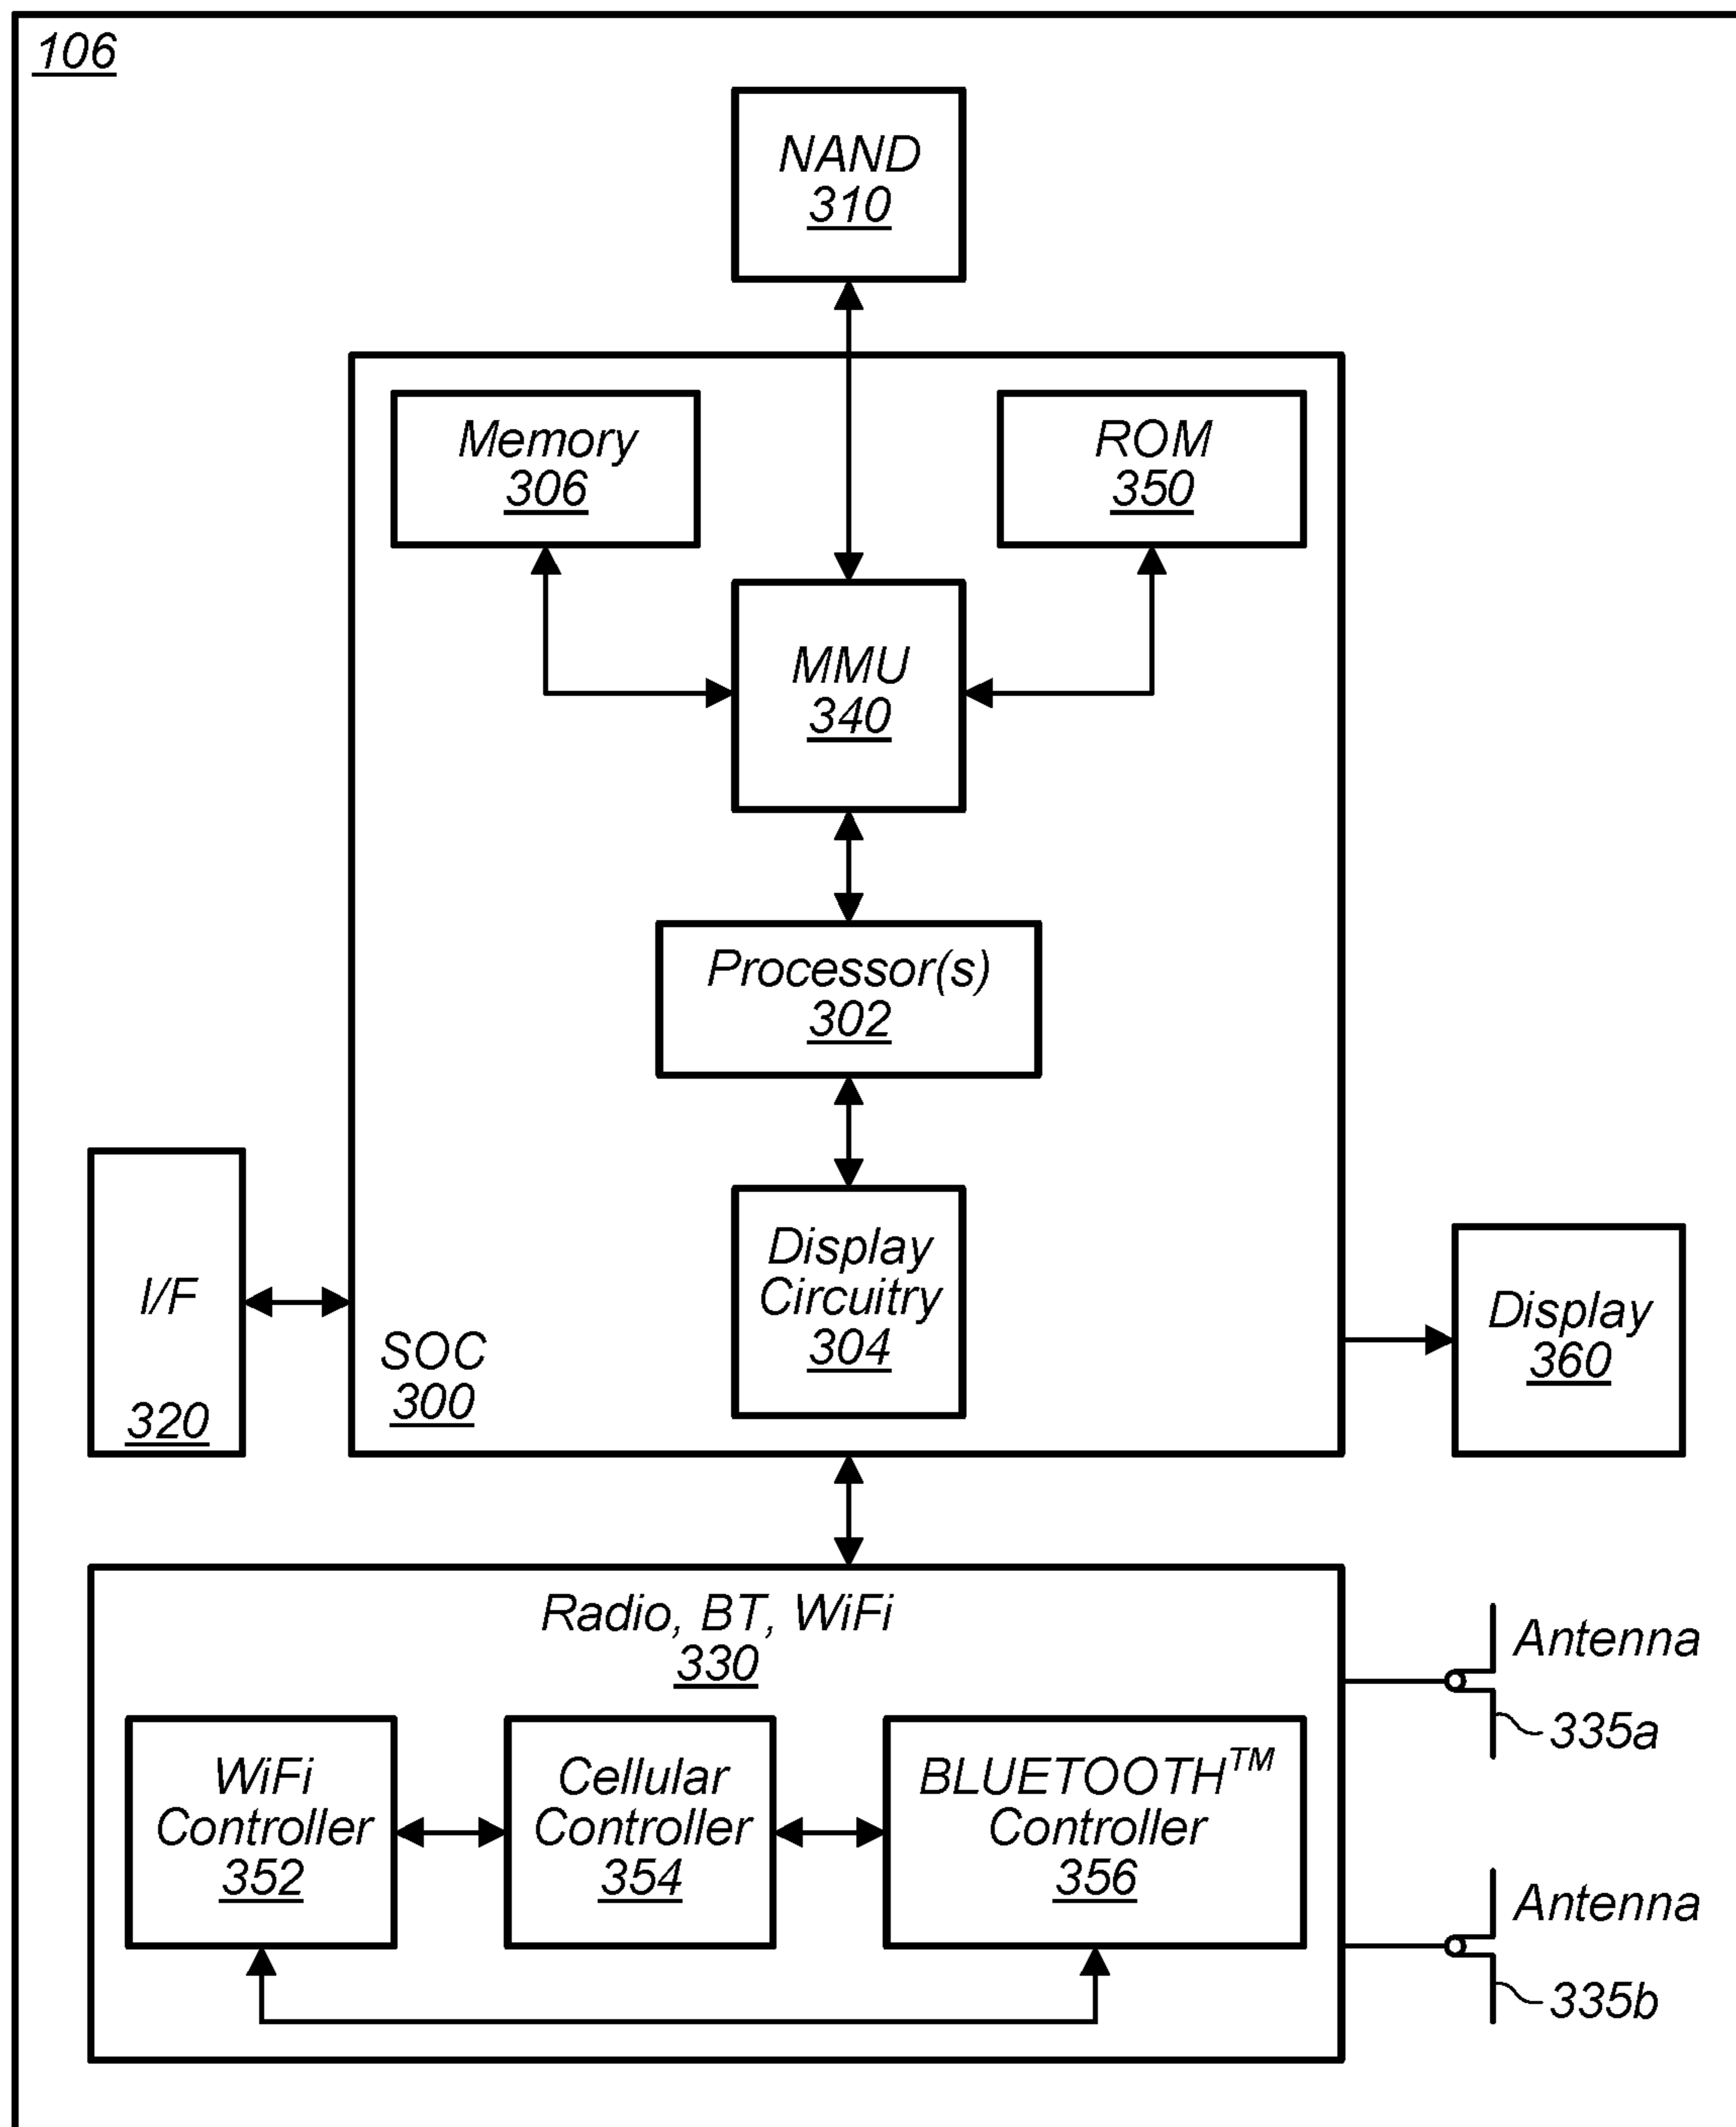 106
NAND
310
Memory
306
ROM
350
MMU
340
Processor(s)
302
Display
Circuitry
304
I/F
320
SOC
300
Display
360
Radio, BT, WiFi
330
WiFi
Controller
352
Cellular
Controller
354
BLUETOOTH™
Controller
356
Antenna
335a
Antenna
335b